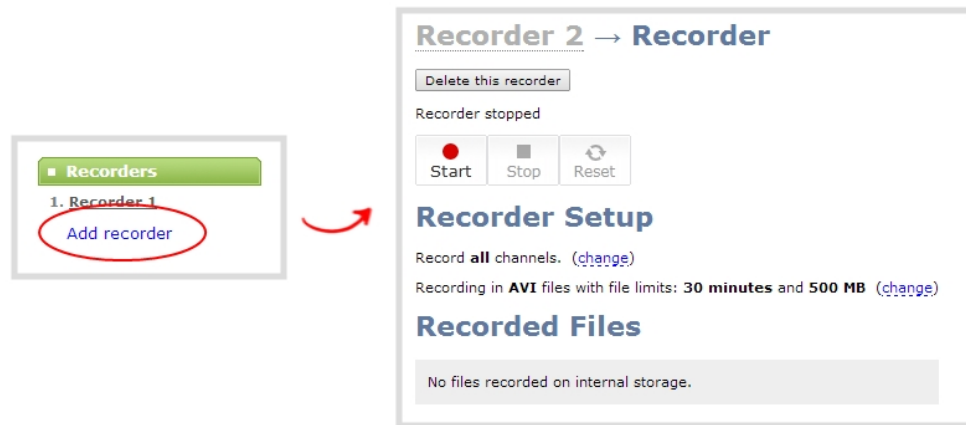 Recorders
1. Recorder 1
Add recorder
Recorder 2 → Recorder
Delete this recorder
Recorder stopped
Start Stop Reset
Recorder Setup
Record all channels. (change)
Recording in AVI files with file limits: 30 minutes and 500 MB (change)
Recorded Files
No files recorded on internal storage.